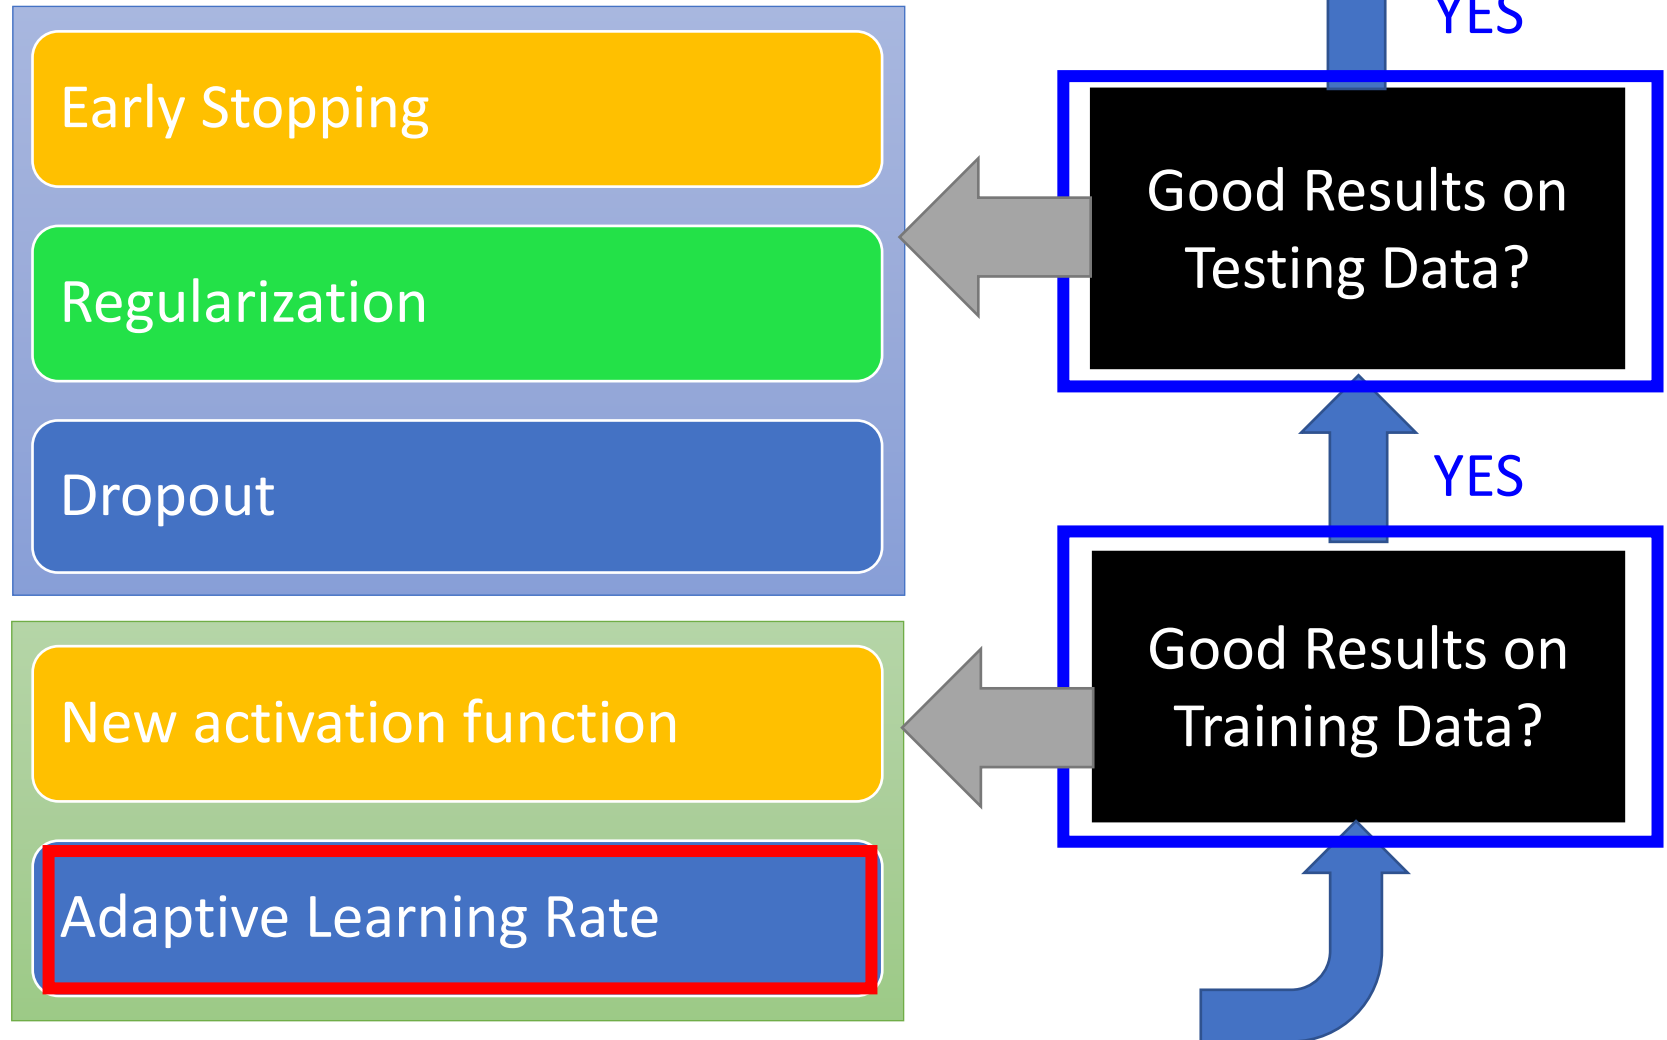 YES
Early Stopping
Good Results on
Testing Data?
Regularization
Dropout
YES
Good Results on
Training Data?
New activation function
Adaptive Learning Rate